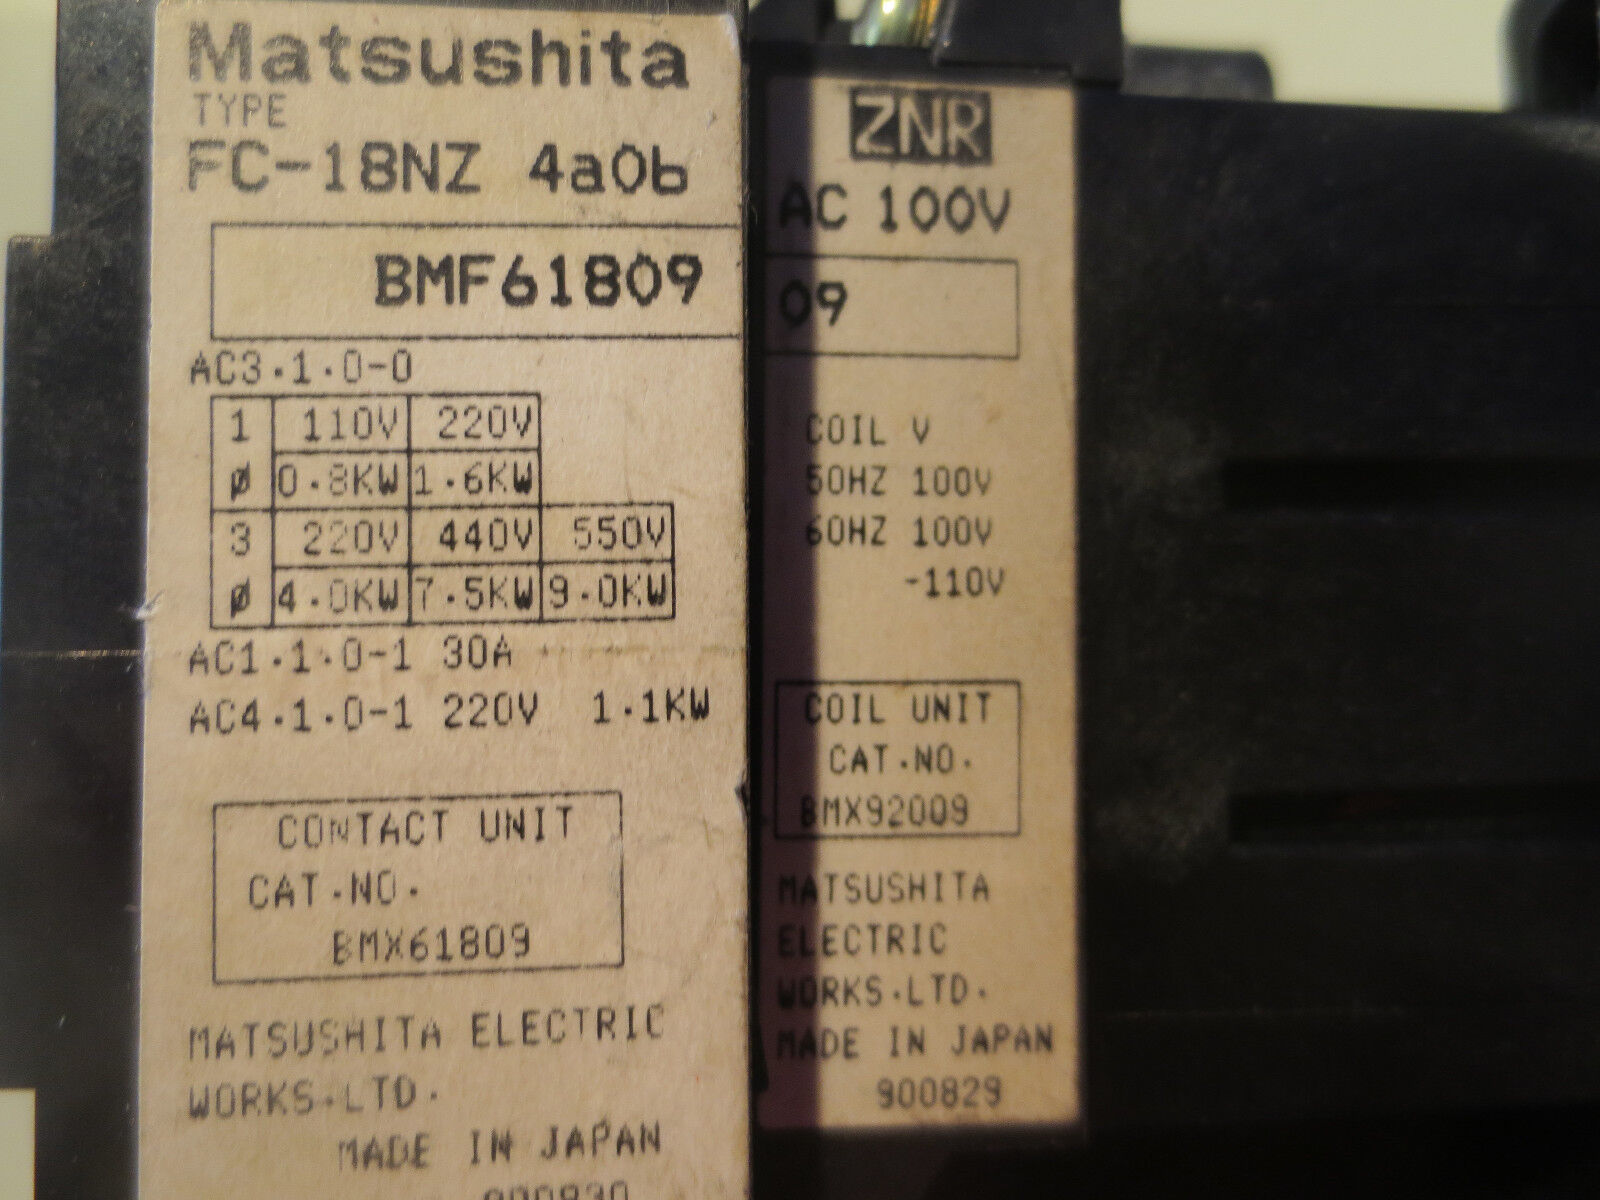 Matsushita
TYPE
FC-18NZ 4a0b
BMF61809
AC3.1.0-0
1 110V 220V
ø 0.8KW 1.6KW
3 220V 440V 550V
ø 4.0KW 7.5KW 9.0KW
AC1.1.0-1 30A
AC4.1.0-1 220V 1.1KW
CONTACT UNIT
CAT.NO.
BMX61809
MATSUSHITA ELECTRIC
WORKS.LTD.
MADE IN JAPAN
900830
ZNR
AC 100V
09
COIL V
50HZ 100V
60HZ 100V
-110V
COIL UNIT
CAT.NO.
BMX92009
MATSUSHITA
ELECTRIC
WORKS.LTD.
MADE IN JAPAN
900829